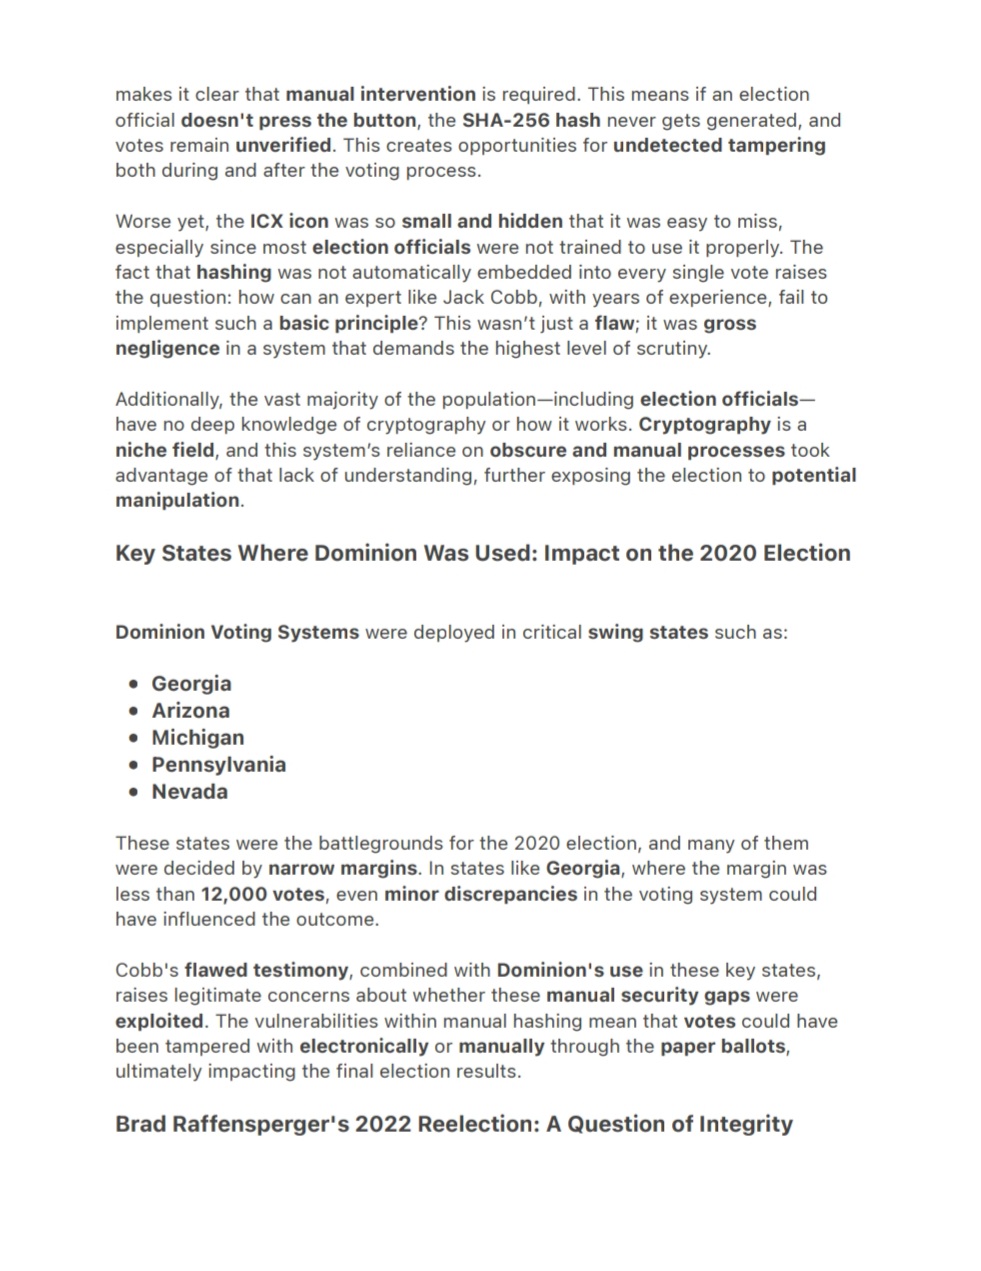 makes it clear that manual intervention is required. This means if an election
official doesn't press the button, the SHA-256 hash never gets generated, and
votes remain unverified. This creates opportunities for undetected tampering
both during and after the voting process.
Worse yet, the ICX icon was so small and hidden that it was easy to miss,
especially since most election officials were not trained to use it properly. The
fact that hashing was not automatically embedded into every single vote raises
the question: how can an expert like Jack Cobb, with years of experience, fail to
implement such a basic principle? This wasn’t just a flaw; it was gross
negligence in a system that demands the highest level of scrutiny.
Additionally, the vast majority of the population—including election officials—
have no deep knowledge of cryptography or how it works. Cryptography is a
niche field, and this system’s reliance on obscure and manual processes took
advantage of that lack of understanding, further exposing the election to potential
manipulation.
Key States Where Dominion Was Used: Impact on the 2020 Election
Dominion Voting Systems were deployed in critical swing states such as:
• Georgia
• Arizona
• Michigan
• Pennsylvania
• Nevada
These states were the battlegrounds for the 2020 election, and many of them
were decided by narrow margins. In states like Georgia, where the margin was
less than 12,000 votes, even minor discrepancies in the voting system could
have influenced the outcome.
Cobb's flawed testimony, combined with Dominion's use in these key states,
raises legitimate concerns about whether these manual security gaps were
exploited. The vulnerabilities within manual hashing mean that votes could have
been tampered with electronically or manually through the paper ballots,
ultimately impacting the final election results.
Brad Raffensperger's 2022 Reelection: A Question of Integrity